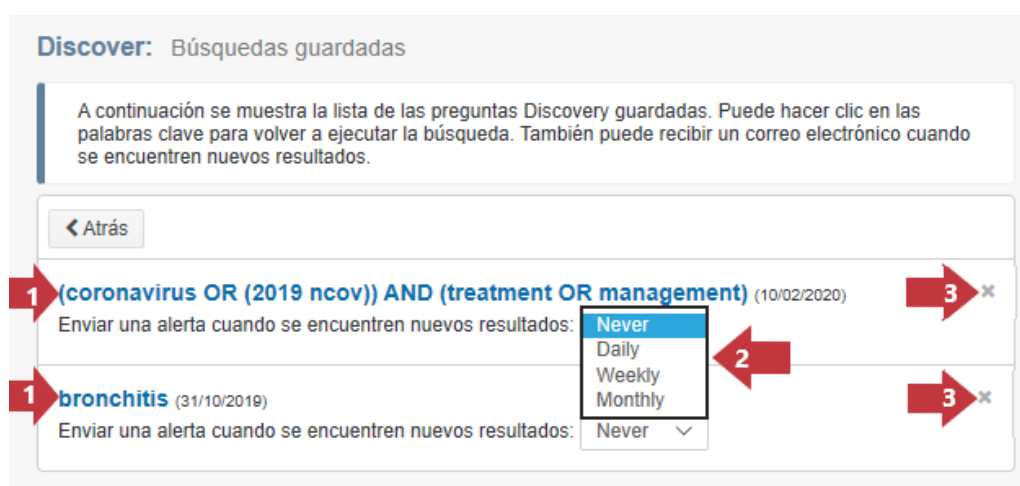 Discover: Búsquedas guardadas
A continuación se muestra la lista de las preguntas Discovery guardadas. Puede hacer clic en las
palabras clave para volver a ejecutar la búsqueda. También puede recibir un correo electrónico cuando
se encuentren nuevos resultados.
Atrás
1 (coronavirus OR (2019 ncov)) AND (treatment OR management) (10/02/2020) 3 ×
Enviar una alerta cuando se encuentren nuevos resultados: Never
Daily
2
Weekly
Monthly
1 bronchitis (31/10/2019) 3 ×
Enviar una alerta cuando se encuentren nuevos resultados: Never